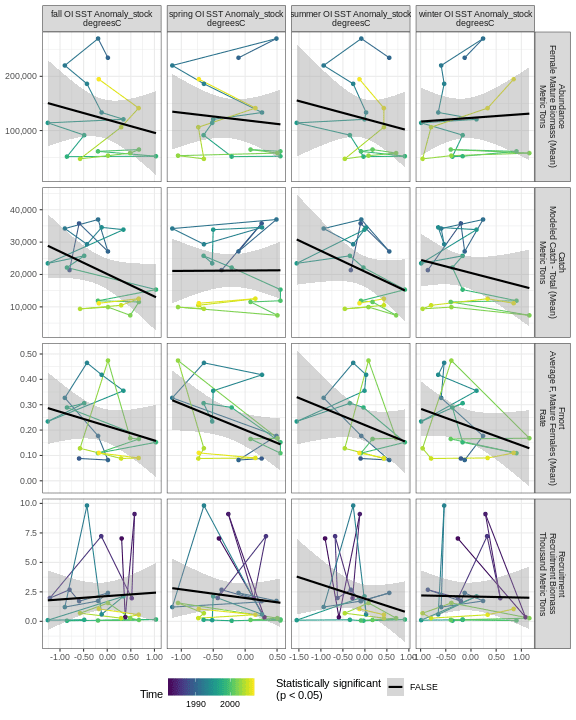 fall OI SST Anomaly_stock
degreesC
spring OI SST Anomaly_stock
degreesC
summer OI SST Anomaly_stock
degreesC
winter OI SST Anomaly_stock
degreesC
200,000
100,000
Abundance
Female Mature Biomass (Mean)
Metric Tons
40,000
30,000
20,000
10,000
Catch
Modeled Catch - Total (Mean)
Metric Tons
0.50
0.40
0.30
0.20
0.10
0.00
Fmort
Average F Mature Females (Mean)
Rate
10.0
7.5
5.0
2.5
0.0
Recruitment
Recruitment Biomass
Thousand Metric Tons
-1.00 -0.50 0.00 0.50 1.00
-1.00 -0.50 0.00 0.50
-1.50 -1.00 -0.50 0.00 0.50 1.00
-1.00 0.00 1.00
Time
1990 2000
Statistically significant
(p < 0.05)
FALSE